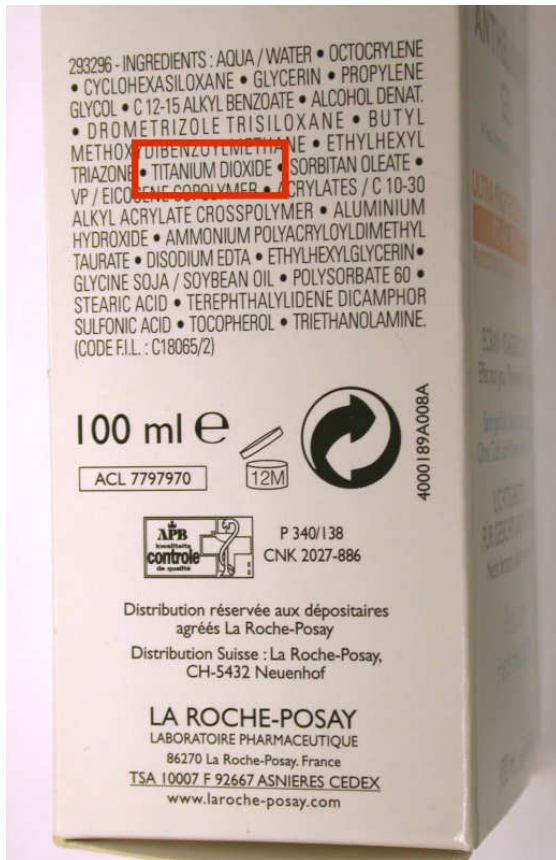 293296 - INGREDIENTS : AQUA / WATER • OCTOCRYLENE
• CYCLOHEXASILOXANE • GLYCERIN • PROPYLENE
GLYCOL • C 12-15 ALKYL BENZOATE • ALCOHOL DENAT.
• DROMETRIZOLE TRISILOXANE • BUTYL
METHOXYDIBENZOYLMETHANE • ETHYLHEXYL
TRIAZONE • TITANIUM DIOXIDE • SORBITAN OLEATE •
VP / EICOSENE COPOLYMER • ACRYLATES / C 10-30
ALKYL ACRYLATE CROSSPOLYMER • ALUMINIUM
HYDROXIDE • AMMONIUM POLYACRYLOYLDIMETHYL
TAURATE • DISODIUM EDTA • ETHYLHEXYLGLYCERIN •
GLYCINE SOJA / SOYBEAN OIL • POLYSORBATE 60 •
STEARIC ACID • TEREPHTHALYLIDENE DICAMPHOR
SULFONIC ACID • TOCOPHEROL • TRIETHANOLAMINE.
(CODE F.I.L. : C18065/2)
100 ml e
ACL 7797970
12M
4000189A008A
APB
kwaliteits
controle
de qualité
P 340/138
CNK 2027-886
Distribution réservée aux dépositaires
agréés La Roche-Posay
Distribution Suisse : La Roche-Posay,
CH-5432 Neuenhof
LA ROCHE-POSAY
LABORATOIRE PHARMACEUTIQUE
86270 La Roche-Posay. France
TSA 10007 F 92667 ASNIERES CEDEX
www.laroche-posay.com